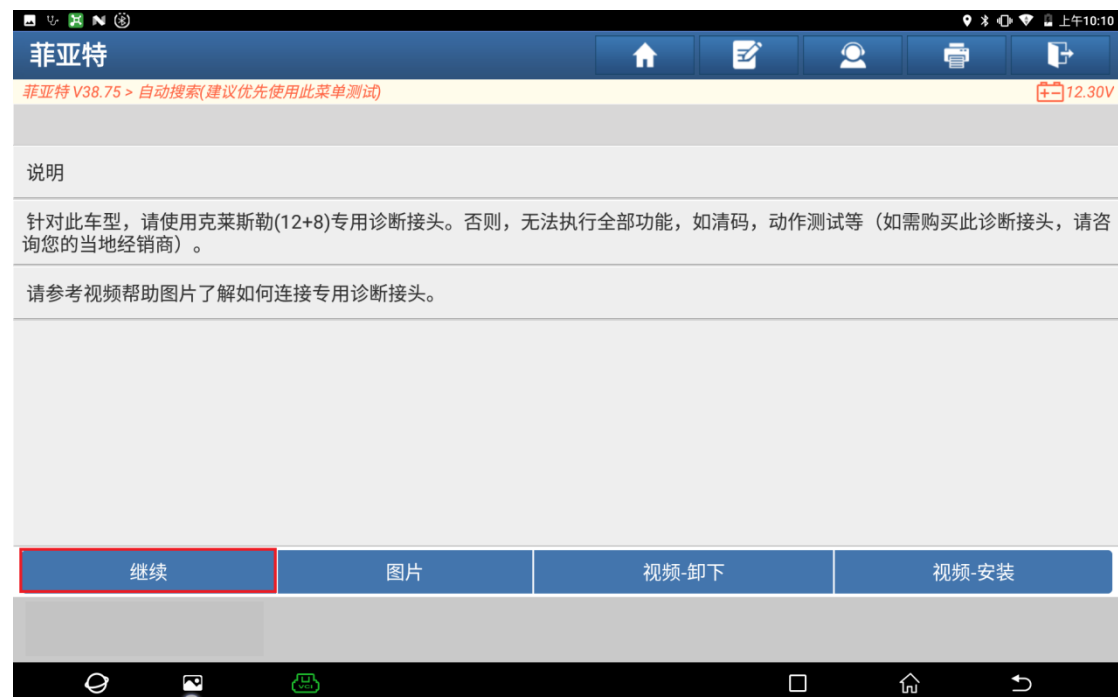 上午10:10
菲亚特
菲亚特 V38.75 > 自动搜索(建议优先使用此菜单测试)
12.30V
说明
针对此车型，请使用克莱斯勒(12+8)专用诊断接头。否则，无法执行全部功能，如清码，动作测试等（如需购买此诊断接头，请咨
询您的当地经销商）。
请参考视频帮助图片了解如何连接专用诊断接头。
继续
图片
视频-卸下
视频-安装
VCI